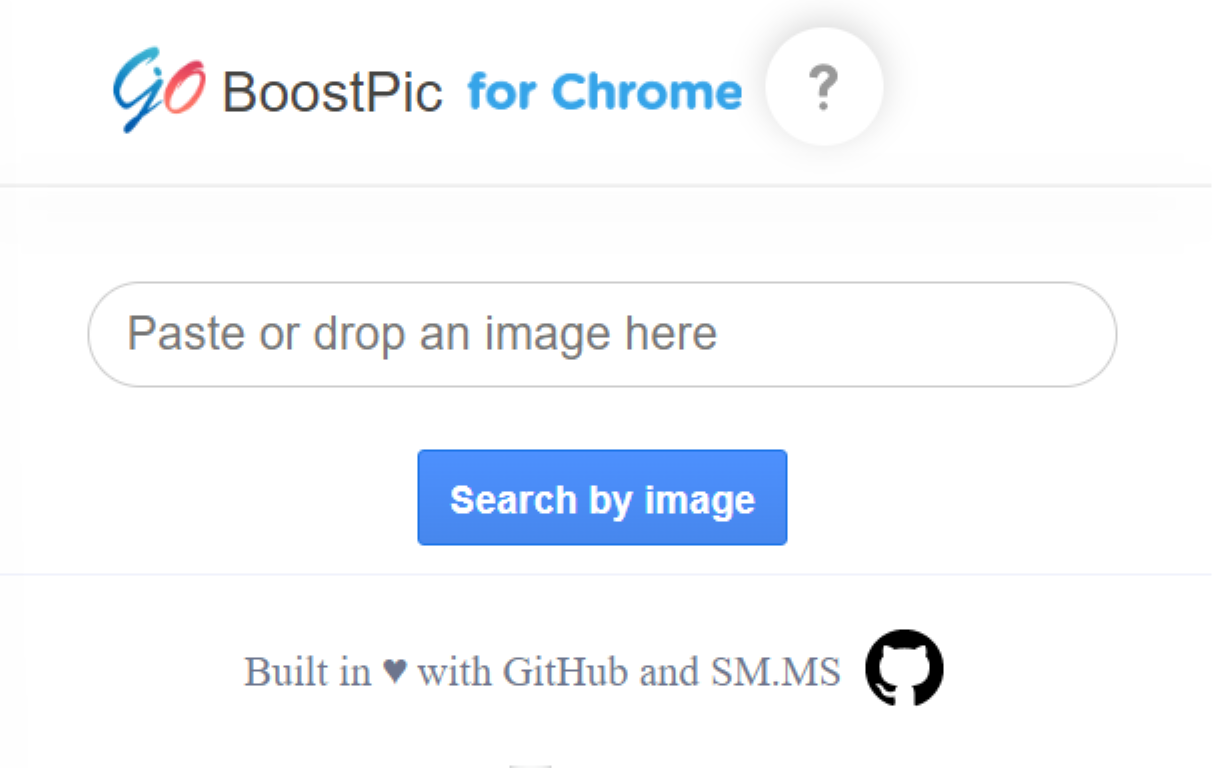 GO BoostPic for Chrome ?
Paste or drop an image here
Search by image
Built in ♥ with GitHub and SM.MS